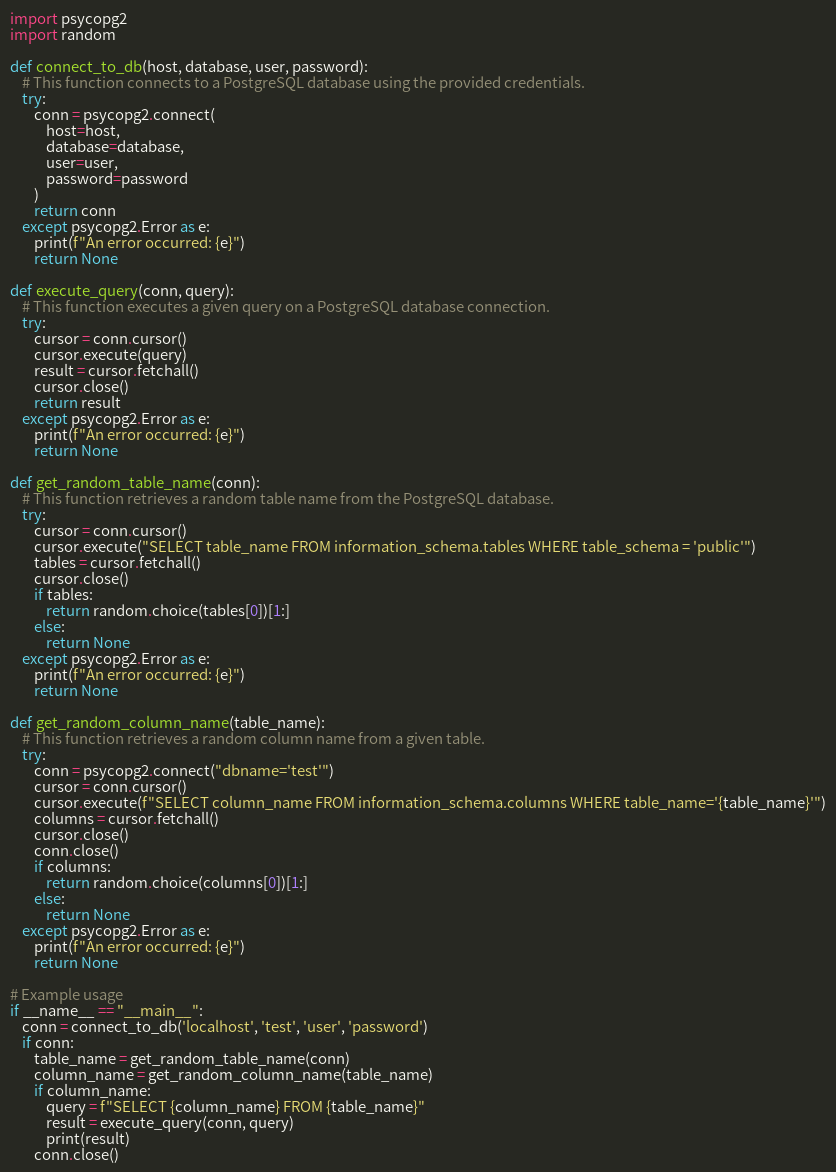 import psycopg2
import random

def connect_to_db(host, database, user, password):
    # This function connects to a PostgreSQL database using the provided credentials.
    try:
        conn = psycopg2.connect(
            host=host,
            database=database,
            user=user,
            password=password
        )
        return conn
    except psycopg2.Error as e:
        print(f"An error occurred: {e}")
        return None

def execute_query(conn, query):
    # This function executes a given query on a PostgreSQL database connection.
    try:
        cursor = conn.cursor()
        cursor.execute(query)
        result = cursor.fetchall()
        cursor.close()
        return result
    except psycopg2.Error as e:
        print(f"An error occurred: {e}")
        return None

def get_random_table_name(conn):
    # This function retrieves a random table name from the PostgreSQL database.
    try:
        cursor = conn.cursor()
        cursor.execute("SELECT table_name FROM information_schema.tables WHERE table_schema = 'public'")
        tables = cursor.fetchall()
        cursor.close()
        if tables:
            return random.choice(tables[0])[1:]
        else:
            return None
    except psycopg2.Error as e:
        print(f"An error occurred: {e}")
        return None

def get_random_column_name(table_name):
    # This function retrieves a random column name from a given table.
    try:
        conn = psycopg2.connect("dbname='test'")
        cursor = conn.cursor()
        cursor.execute(f"SELECT column_name FROM information_schema.columns WHERE table_name='{table_name}'")
        columns = cursor.fetchall()
        cursor.close()
        conn.close()
        if columns:
            return random.choice(columns[0])[1:]
        else:
            return None
    except psycopg2.Error as e:
        print(f"An error occurred: {e}")
        return None

# Example usage
if __name__ == "__main__":
    conn = connect_to_db('localhost', 'test', 'user', 'password')
    if conn:
        table_name = get_random_table_name(conn)
        column_name = get_random_column_name(table_name)
        if column_name:
            query = f"SELECT {column_name} FROM {table_name}"
            result = execute_query(conn, query)
            print(result)
        conn.close()